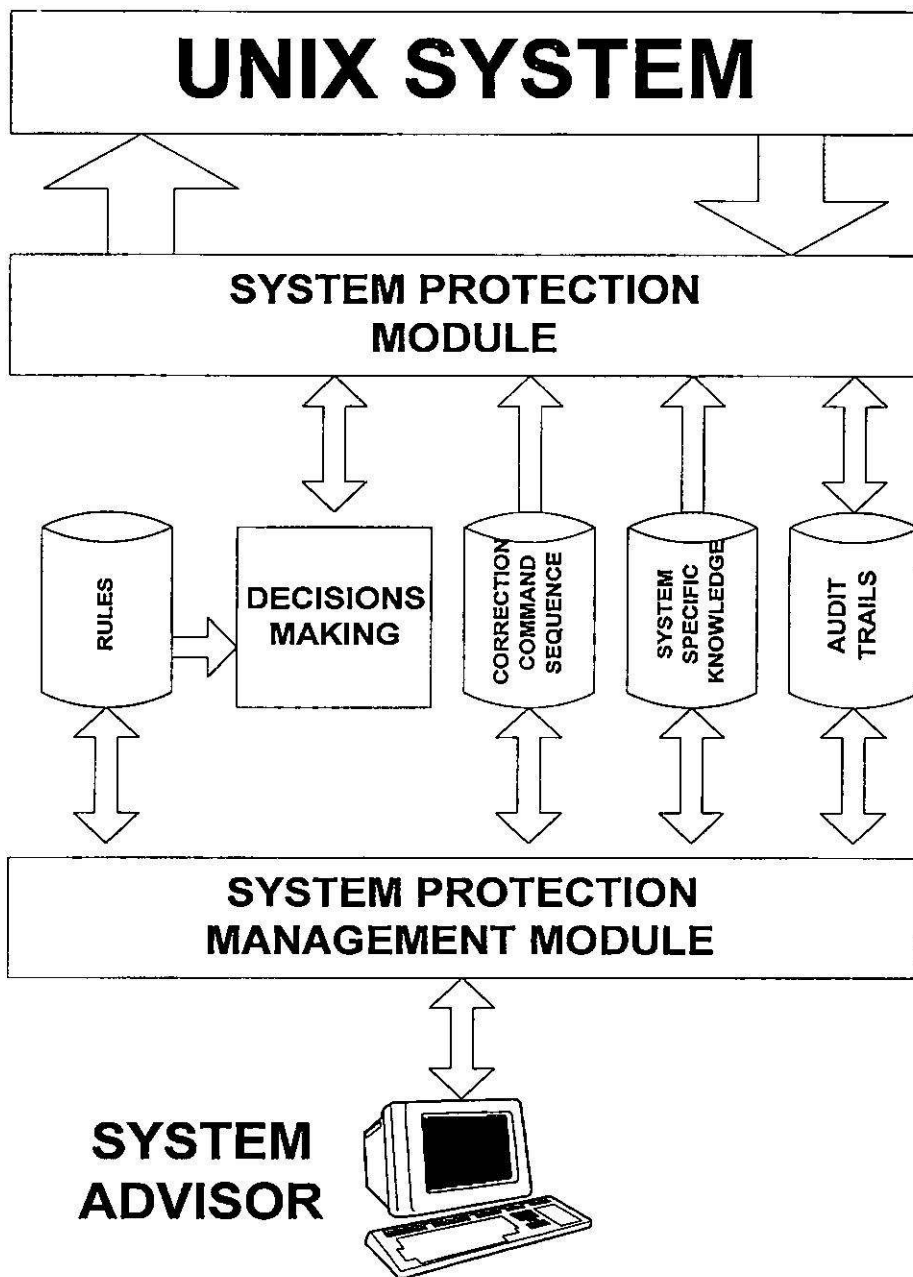 UNIX SYSTEM
SYSTEM PROTECTION
MODULE
RULES
DECISIONS
MAKING
CORRECTION
COMMAND
SEQUENCE
SYSTEM
SPECIFIC
KNOWLEDGE
AUDIT
TRAILS
SYSTEM PROTECTION
MANAGEMENT MODULE
SYSTEM
ADVISOR